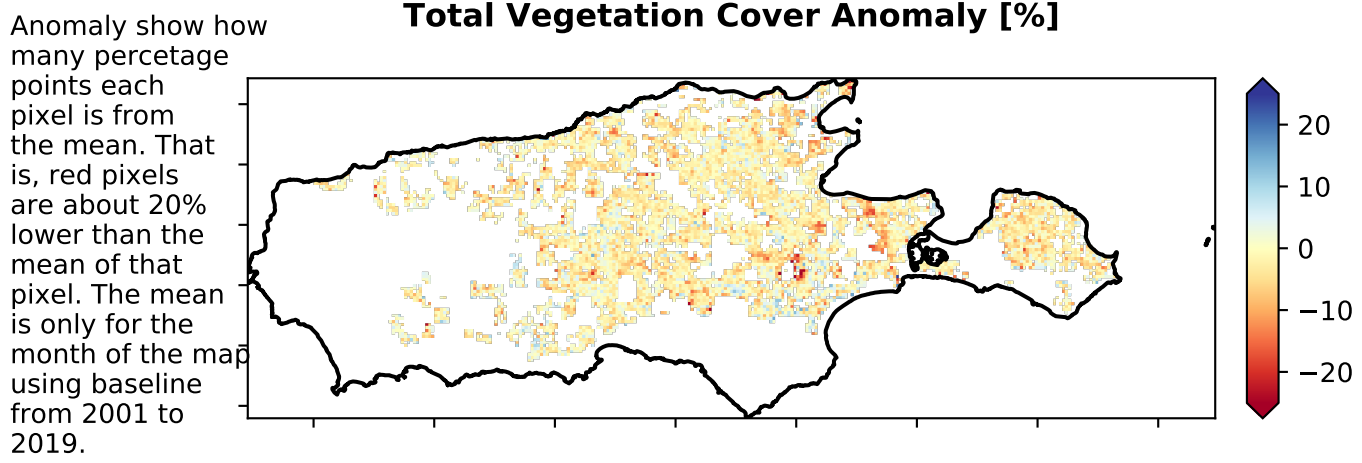 Total Vegetation Cover Anomaly [%]
Anomaly show how
many percetage
points each
pixel is from
the mean. That
is, red pixels
are about 20%
lower than the
mean of that
pixel. The mean
is only for the
month of the map
using baseline
from 2001 to
2019.
20
10
0
−10
−20